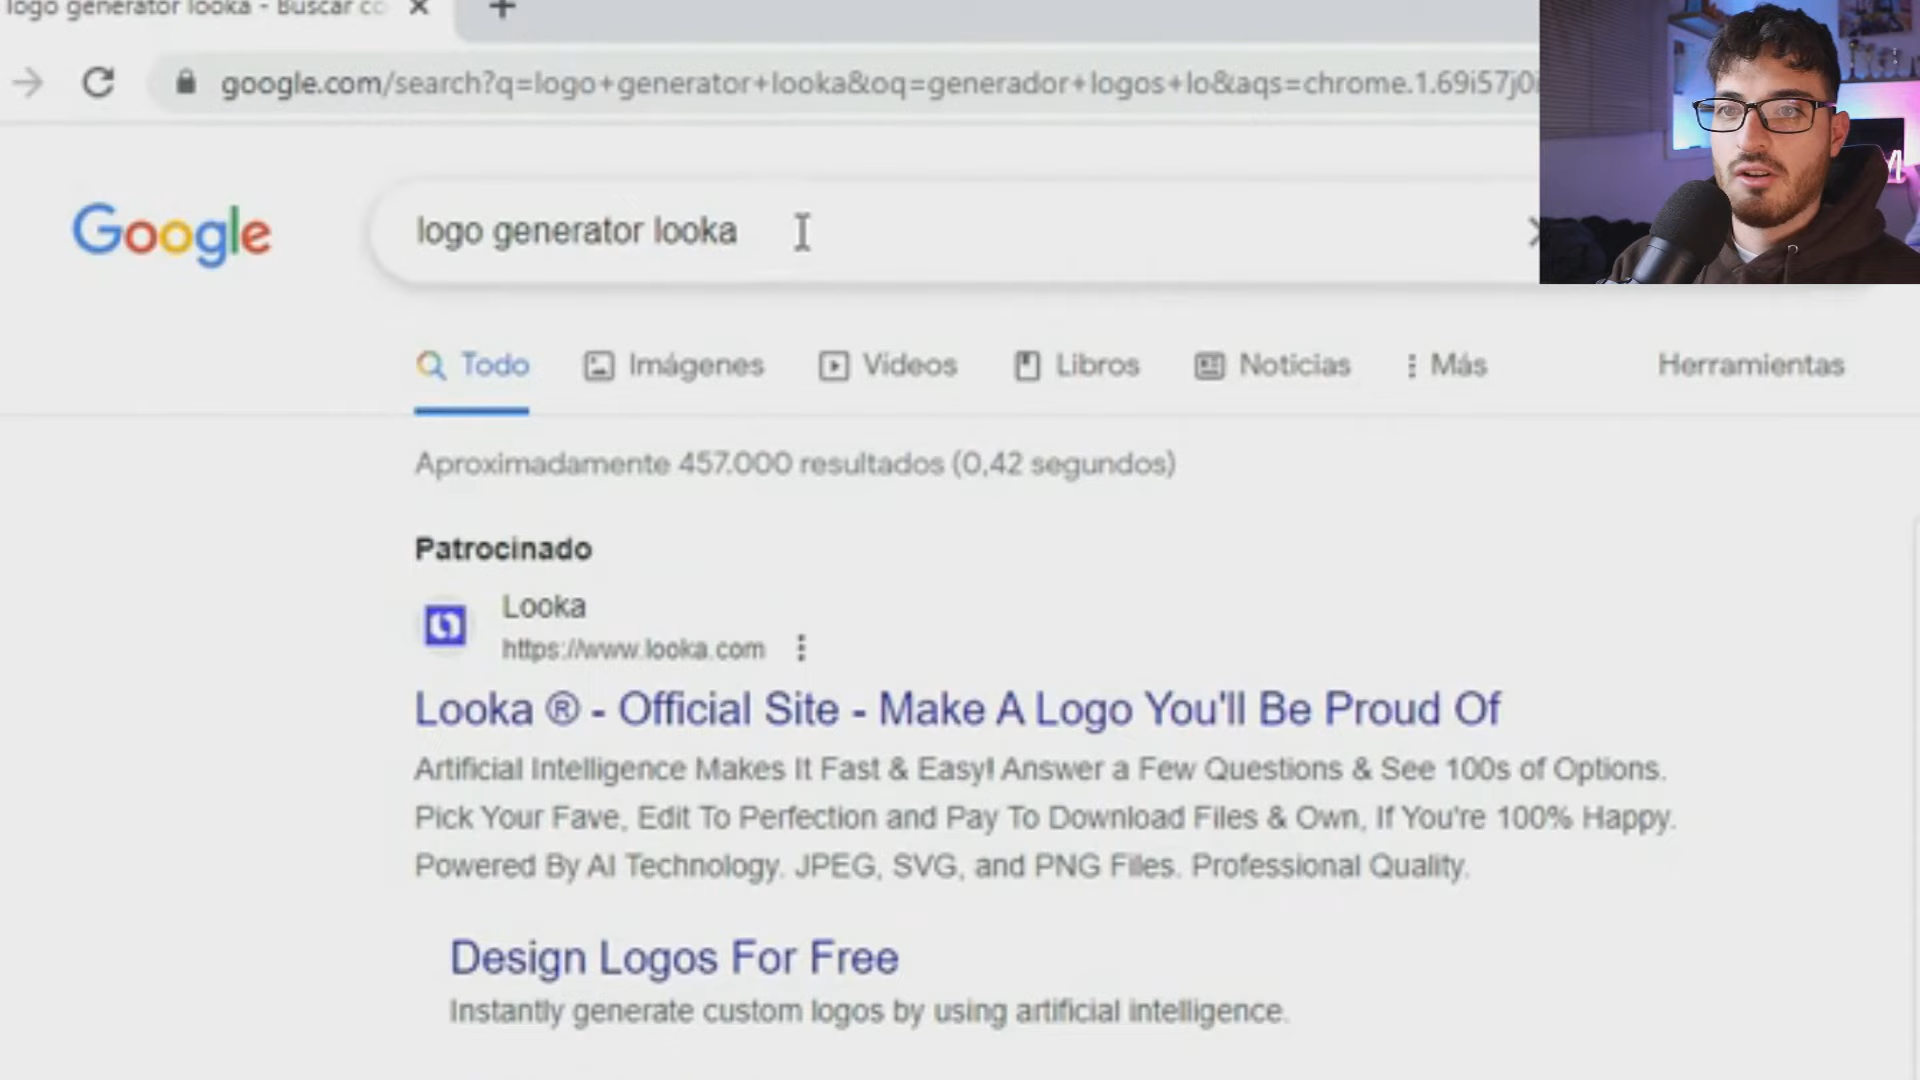 logo generator looka - Buscar co
google.com/search?q=logo+generator+looka&oq=generador+logos+lo&aqs=chrome.1.69i57j0i
Google
logo generator looka
Todo Imágenes Vídeos Libros Noticias Más Herramientas
Aproximadamente 457.000 resultados (0,42 segundos)
Patrocinado
Looka
https://www.looka.com
Looka ® - Official Site - Make A Logo You'll Be Proud Of
Artificial Intelligence Makes It Fast & Easy! Answer a Few Questions & See 100s of Options.
Pick Your Fave, Edit To Perfection and Pay To Download Files & Own, If You're 100% Happy.
Powered By AI Technology. JPEG, SVG, and PNG Files. Professional Quality.
Design Logos For Free
Instantly generate custom logos by using artificial intelligence.